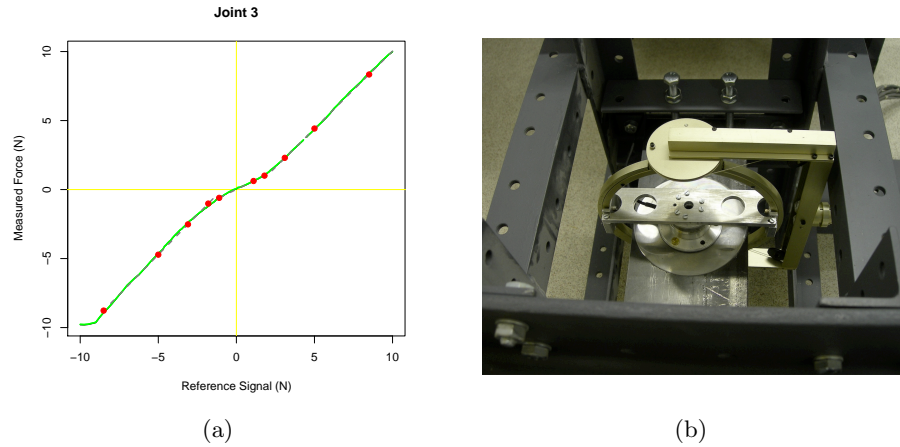 Joint 3
Measured Force (N)
10
5
0
−5
−10
−10 −5 0 5 10
Reference Signal (N)
(a)
(b)